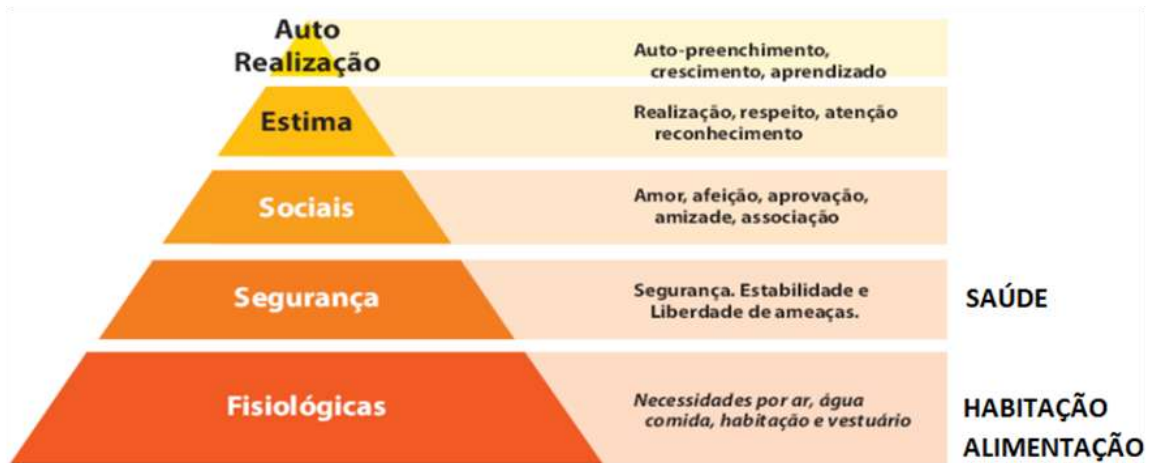 Auto
Realização
Auto-preenchimento,
crescimento, aprendizado
Estima
Realização, respeito, atenção
reconhecimento
Sociais
Amor, afeição, aprovação,
amizade, associação
Segurança
Segurança. Estabilidade e
Liberdade de ameaças.
SAÚDE
Fisiológicas
Necessidades por ar, água
comida, habitação e vestuário
HABITAÇÃO
ALIMENTAÇÃO